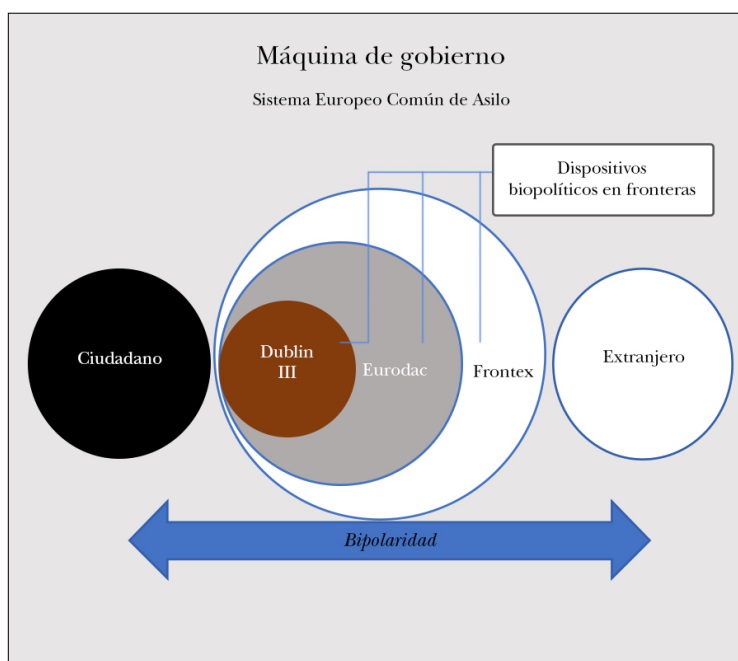 Máquina de gobierno
Sistema Europeo Común de Asilo
Dispositivos
biopolíticos en fronteras
Ciudadano
Dublin
III
Eurodac
Frontex
Extranjero
Bipolaridad